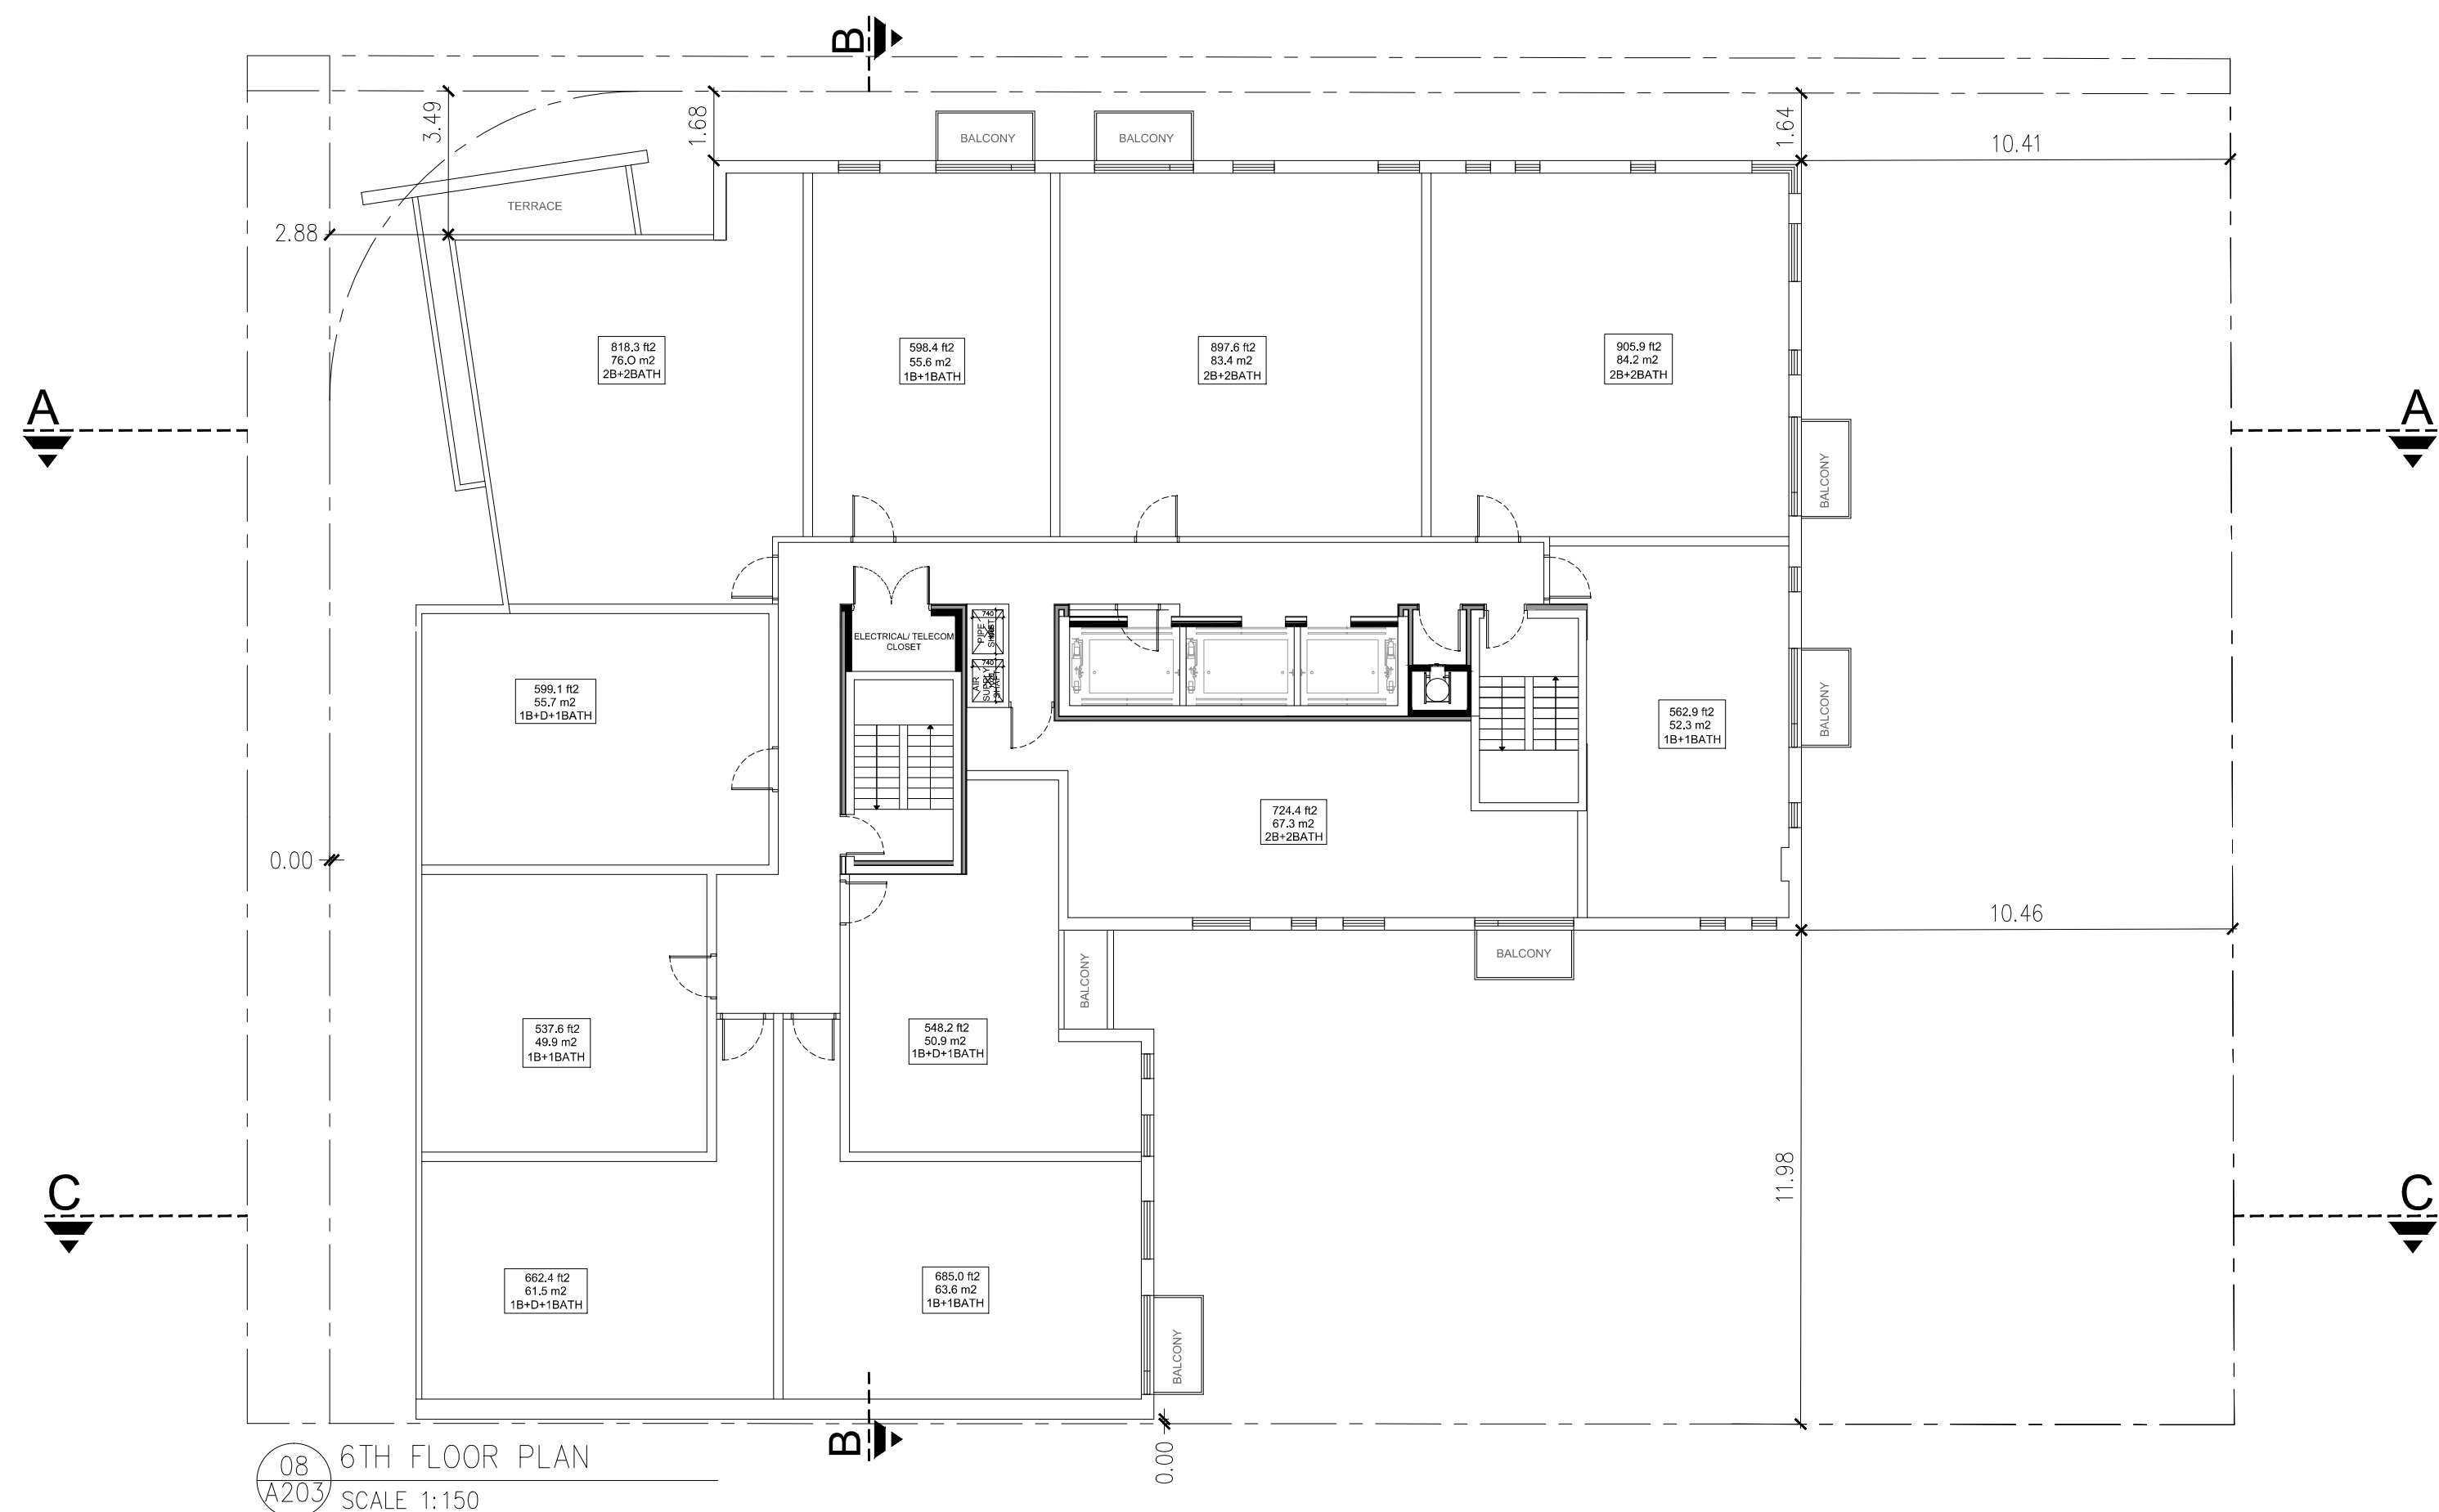 B
3.49
1.68
1.64
10.41
BALCONY
BALCONY
TERRACE
2.88
818.3 ft2
76.O m2
2B+2BATH
598.4 ft2
55.6 m2
1B+1BATH
897.6 ft2
83.4 m2
2B+2BATH
905.9 ft2
84.2 m2
2B+2BATH
A
A
BALCONY
ELECTRICAL/ TELECOM
CLOSET
740
PIPE
740
AIR
SUPPLY
SHAFT
599.1 ft2
55.7 m2
1B+D+1BATH
562.9 ft2
52.3 m2
1B+1BATH
BALCONY
724.4 ft2
67.3 m2
2B+2BATH
0.00
10.46
BALCONY
BALCONY
537.6 ft2
49.9 m2
1B+1BATH
548.2 ft2
50.9 m2
1B+D+1BATH
11.98
C
C
662.4 ft2
61.5 m2
1B+D+1BATH
685.0 ft2
63.6 m2
1B+1BATH
BALCONY
B
0.00
08
A203
6TH FLOOR PLAN
SCALE 1:150